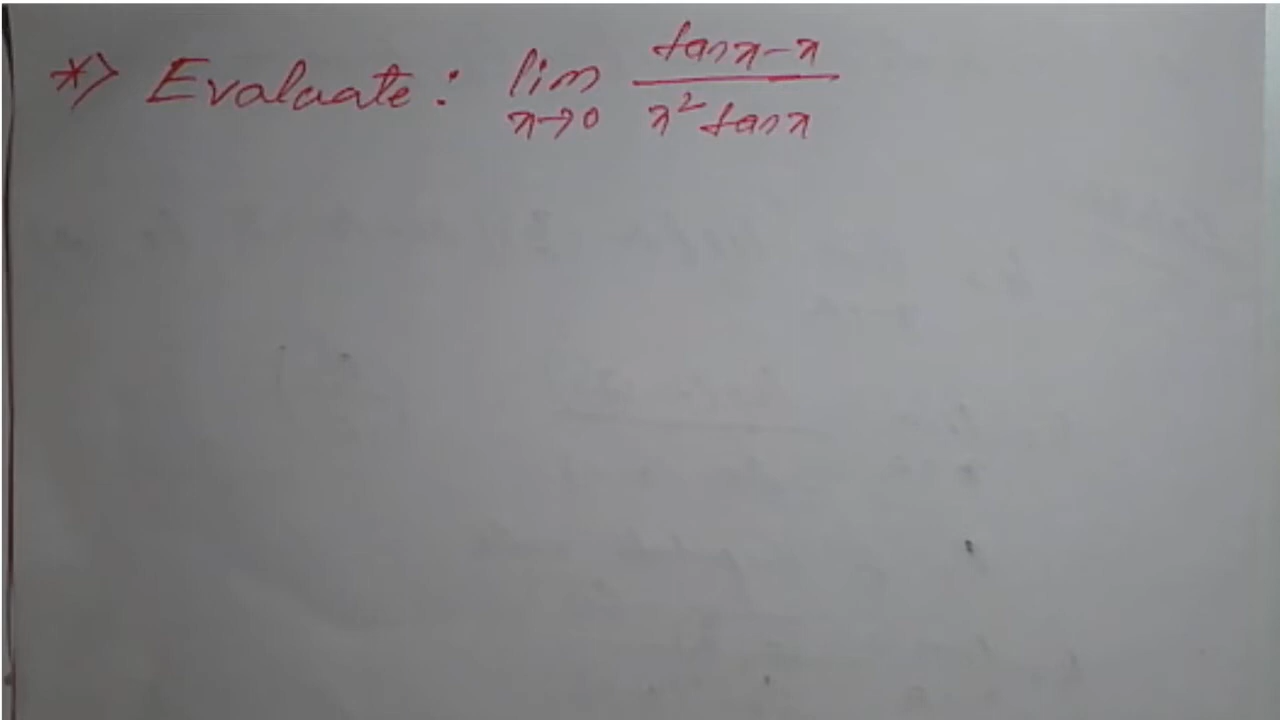 *> Evaluate : lim tanx-x
x→0 x² tanx